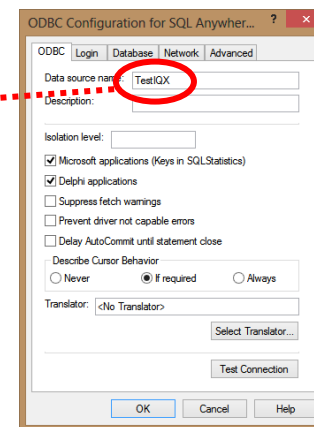 ODBC Configuration for SQL Anywher... ? ×
ODBC Login Database Network Advanced
Data source name: TestIQX
Description:
Isolation level:
Microsoft applications (Keys in SQLStatistics)
Delphi applications
Suppress fetch warnings
Prevent driver not capable errors
Delay AutoCommit until statement close
Describe Cursor Behavior
Never If required Always
Translator: <No Translator>
Select Translator...
Test Connection
OK Cancel Help